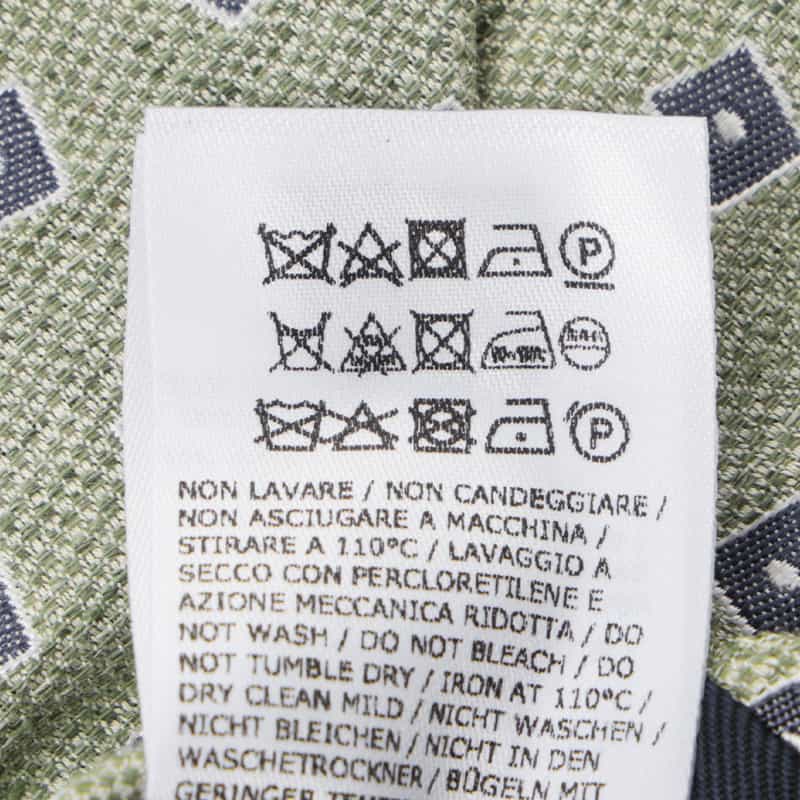 P
P
NON LAVARE / NON CANDEGGIARE /
NON ASCIUGARE A MACCHINA /
STIRARE A 110°C / LAVAGGIO A
SECCO CON PERCLORETILENE E
AZIONE MECCANICA RIDOTTA / DO
NOT WASH / DO NOT BLEACH / DO
NOT TUMBLE DRY / IRON AT 110°C /
DRY CLEAN MILD / NICHT WASCHEN /
NICHT BLEICHEN / NICHT IN DEN
WASCHETROCKNER / BÜGELN MIT
GERINGER